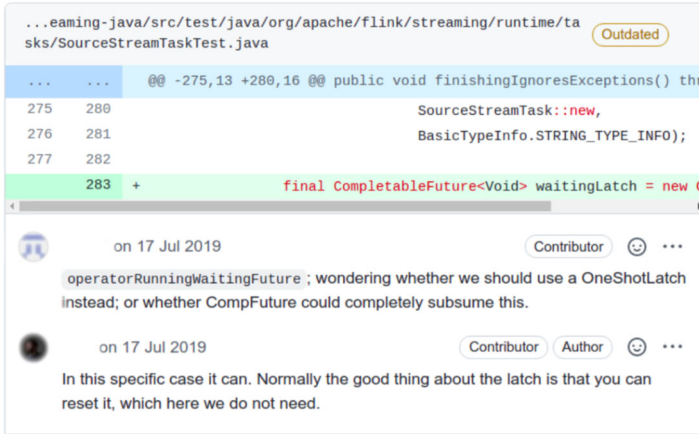 ...eaming-java/src/test/java/org/apache/flink/streaming/runtime/ta
sks/SourceStreamTaskTest.java
Outdated
... ... @@ -275,13 +280,16 @@ public void finishingIgnoresExceptions() thr
275 280 SourceStreamTask::new,
276 281 BasicTypeInfo.STRING_TYPE_INFO);
277 282
283 + final CompletableFuture<Void> waitingLatch = new
on 17 Jul 2019 Contributor
operatorRunningWaitingFuture ; wondering whether we should use a OneShotLatch
instead; or whether CompFuture could completely subsume this.
on 17 Jul 2019 Contributor Author
In this specific case it can. Normally the good thing about the latch is that you can
reset it, which here we do not need.